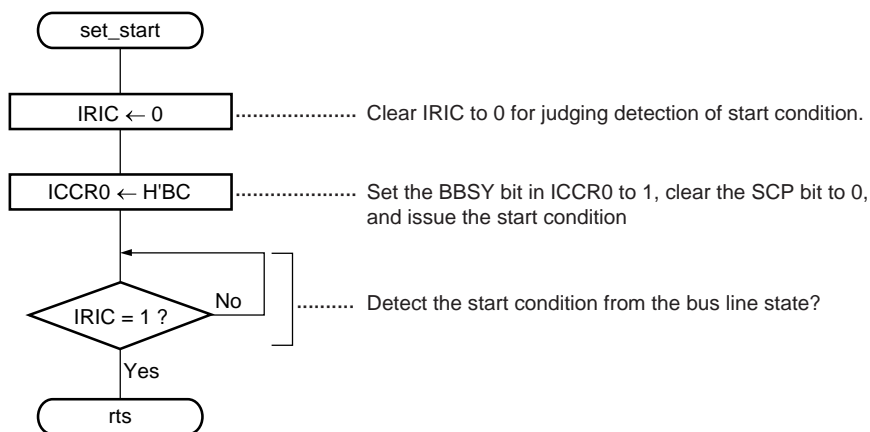 set_start
IRIC ← 0
Clear IRIC to 0 for judging detection of start condition.
ICCR0 ← H'BC
Set the BBSY bit in ICCR0 to 1, clear the SCP bit to 0,
and issue the start condition
No
IRIC = 1 ?
Detect the start condition from the bus line state?
Yes
rts